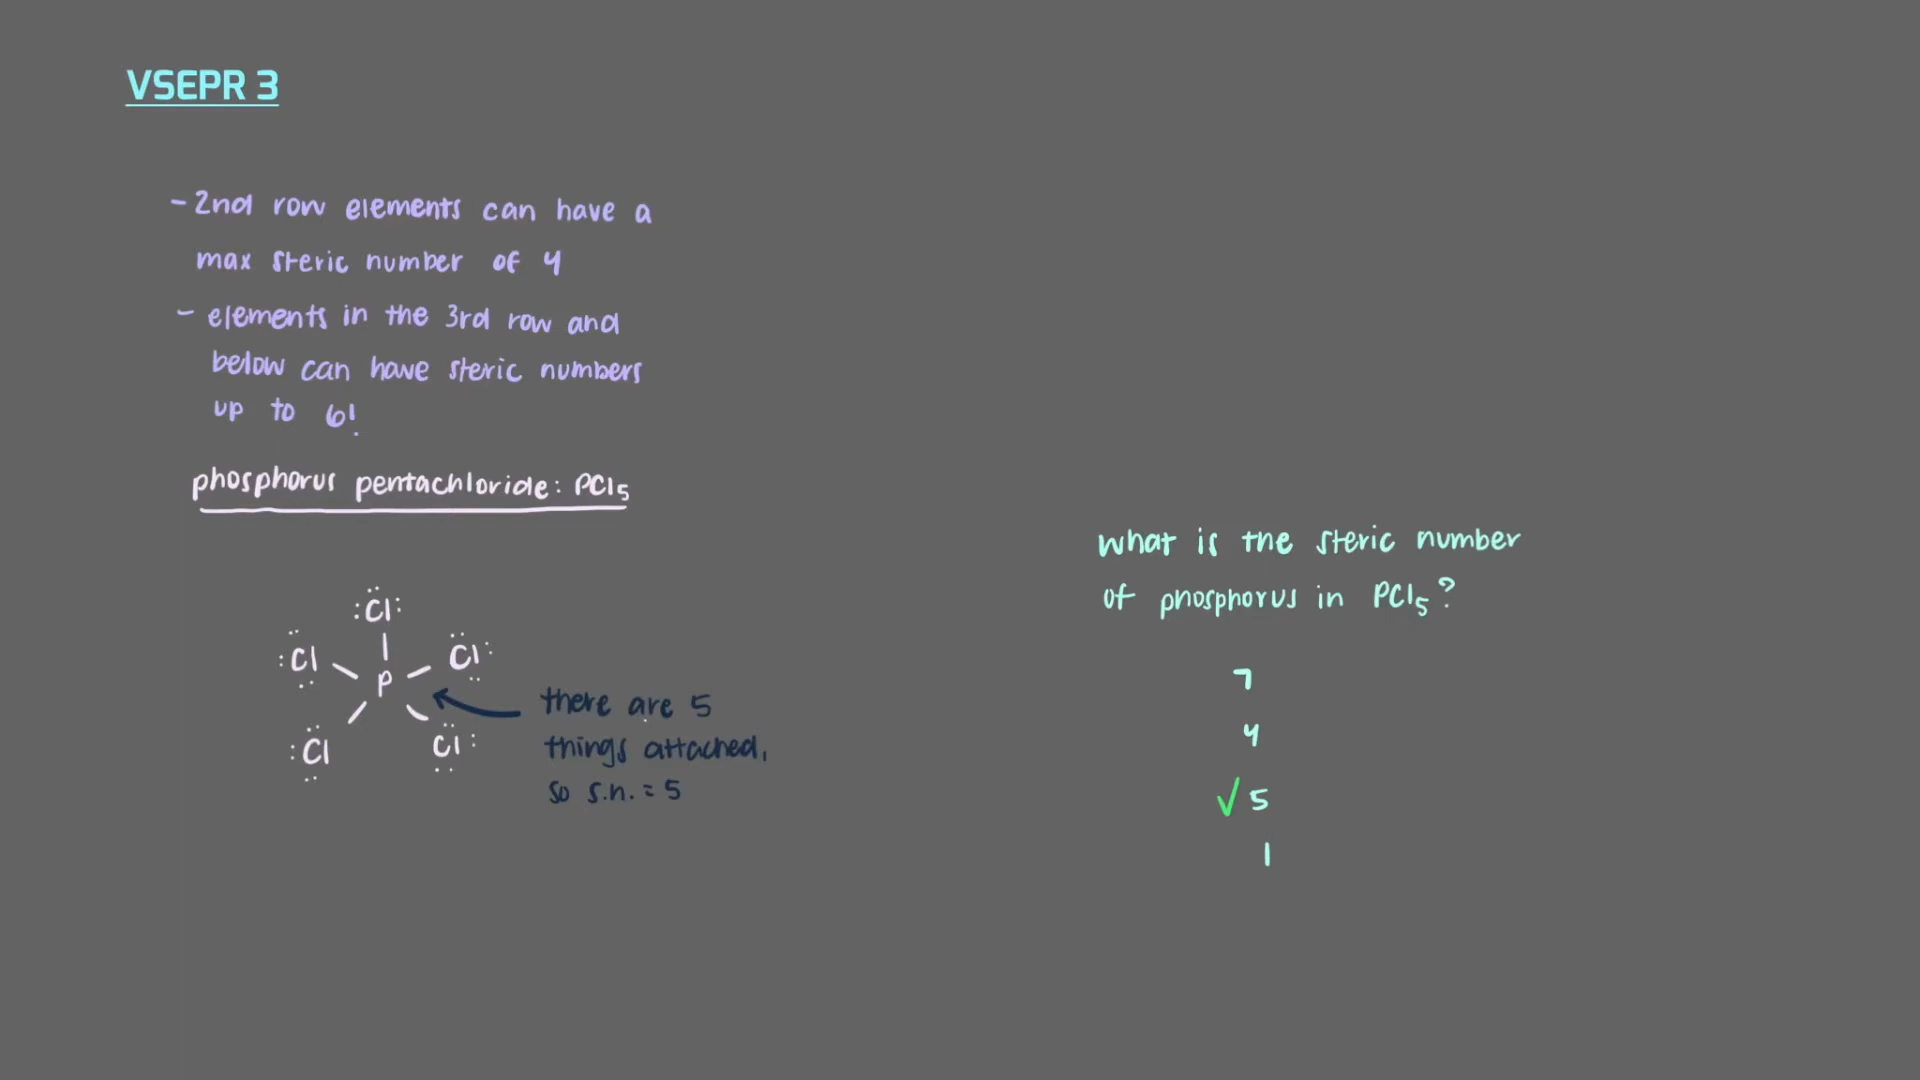 VSEPR 3
- 2nd row elements can have a
max steric number of 4
- elements in the 3rd row and
below can have steric numbers
up to 6!
phosphorus pentachloride: PCl₅
:Cl:
:Cl
Cl:
P
:Cl
Cl:
there are 5
things attached,
so s.n. = 5
what is the steric number
of phosphorus in PCl₅?
7
4
✓ 5
1